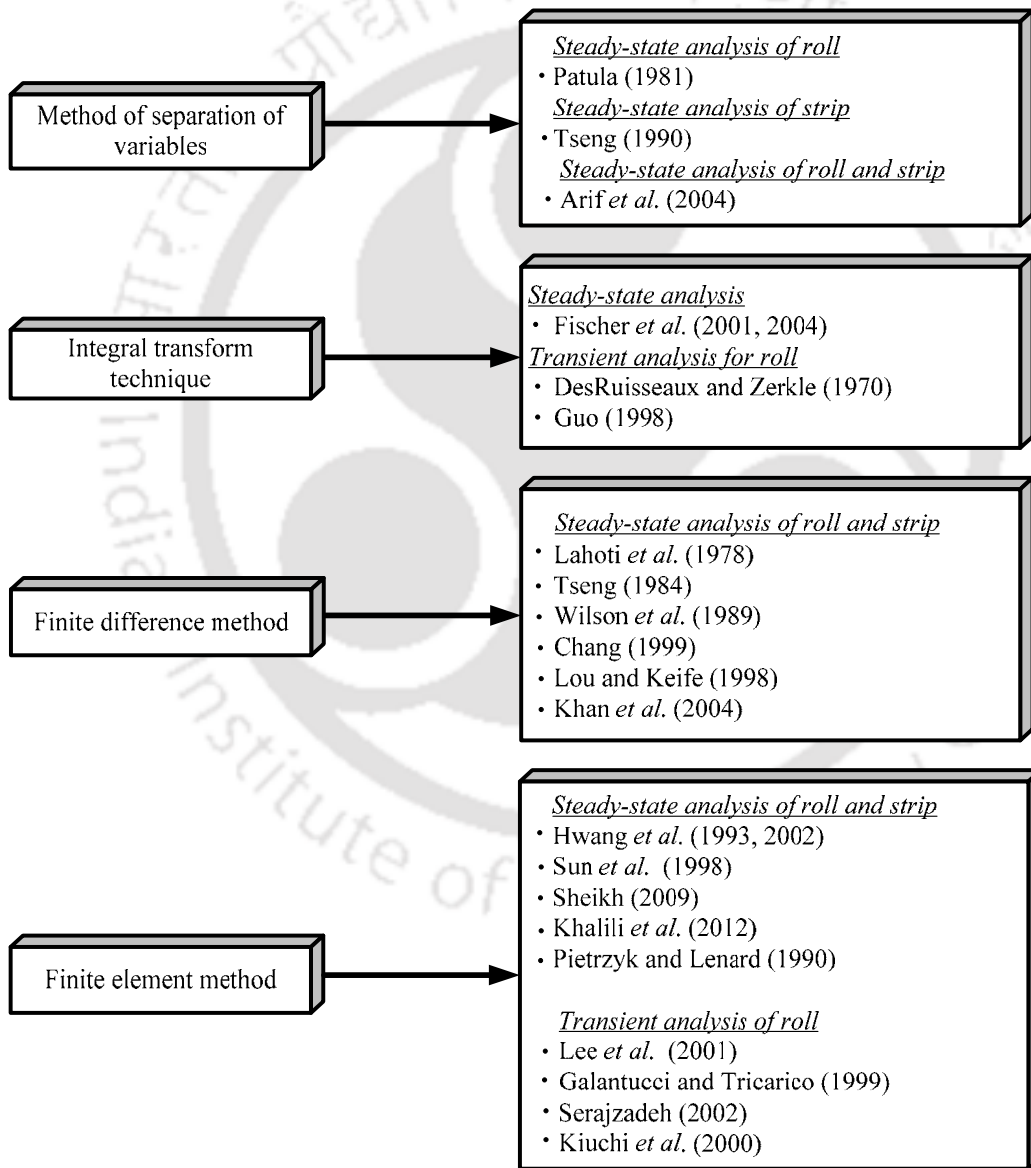 Method of separation of
variables
Steady-state analysis of roll
· Patula (1981)
Steady-state analysis of strip
· Tseng (1990)
Steady-state analysis of roll and strip
· Arif et al. (2004)
Integral transform
technique
Steady-state analysis
· Fischer et al. (2001, 2004)
Transient analysis for roll
· DesRuisseaux and Zerkle (1970)
· Guo (1998)
Finite difference method
Steady-state analysis of roll and strip
· Lahoti et al. (1978)
· Tseng (1984)
· Wilson et al. (1989)
· Chang (1999)
· Lou and Keife (1998)
· Khan et al. (2004)
Finite element method
Steady-state analysis of roll and strip
· Hwang et al. (1993, 2002)
· Sun et al. (1998)
· Sheikh (2009)
· Khalili et al. (2012)
· Pietrzyk and Lenard (1990)
Transient analysis of roll
· Lee et al. (2001)
· Galantucci and Tricarico (1999)
· Serajzadeh (2002)
· Kiuchi et al. (2000)
Indian Institute of